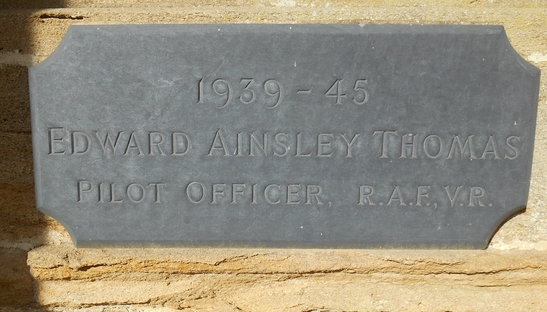 1939-45
EDWARD AINSLEY THOMAS
PILOT OFFICER, R.A.F.,V.R.